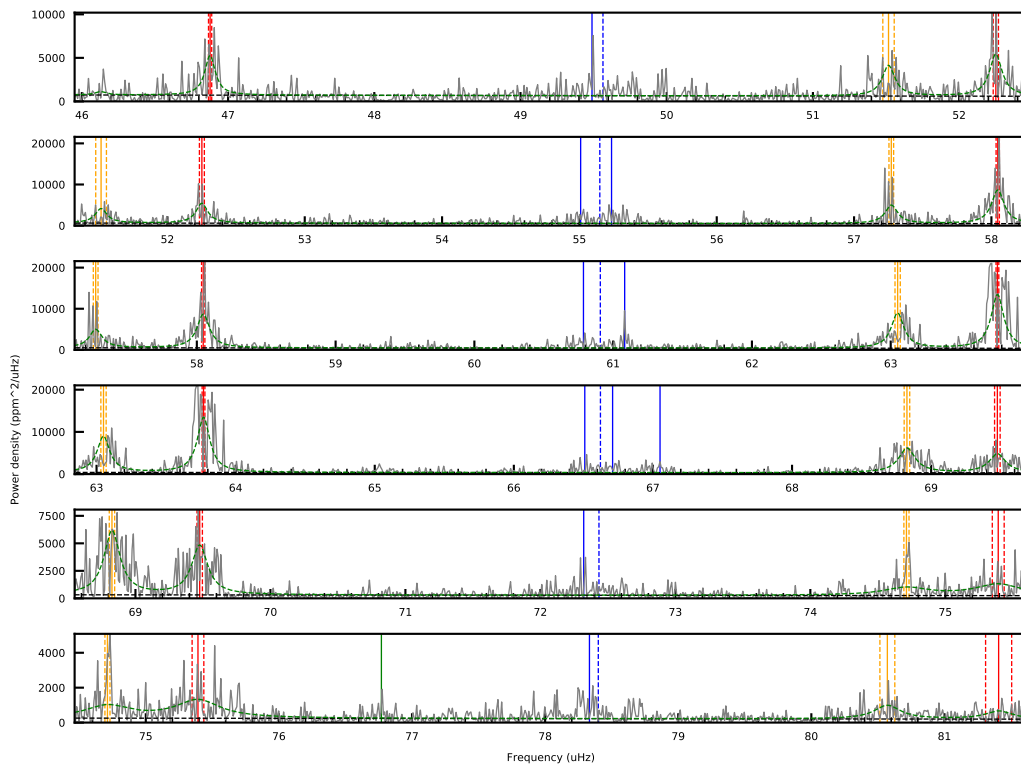 10000
5000
0
46 47 48 49 50 51 52
20000
10000
0
52 53 54 55 56 57 58
20000
10000
0
58 59 60 61 62 63
Power density (ppm^2/uHz)
20000
10000
0
63 64 65 66 67 68 69
7500
5000
2500
0
69 70 71 72 73 74 75
4000
2000
0
75 76 77 78 79 80 81
Frequency (uHz)